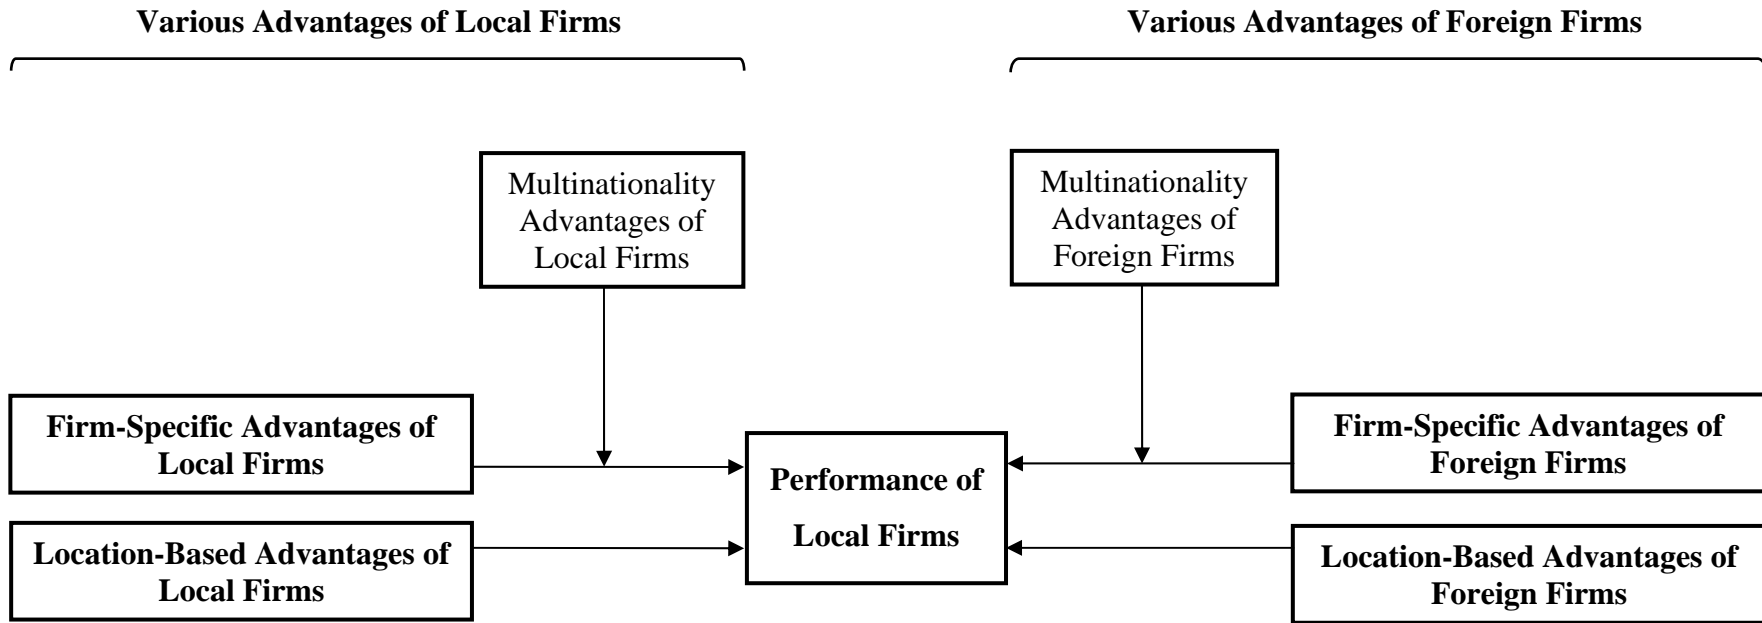 Various Advantages of Local Firms
Various Advantages of Foreign Firms
Multinationality
Advantages of
Local Firms
Multinationality
Advantages of
Foreign Firms
Firm-Specific Advantages of
Local Firms
Location-Based Advantages of
Local Firms
Performance of
Local Firms
Firm-Specific Advantages of
Foreign Firms
Location-Based Advantages of
Foreign Firms